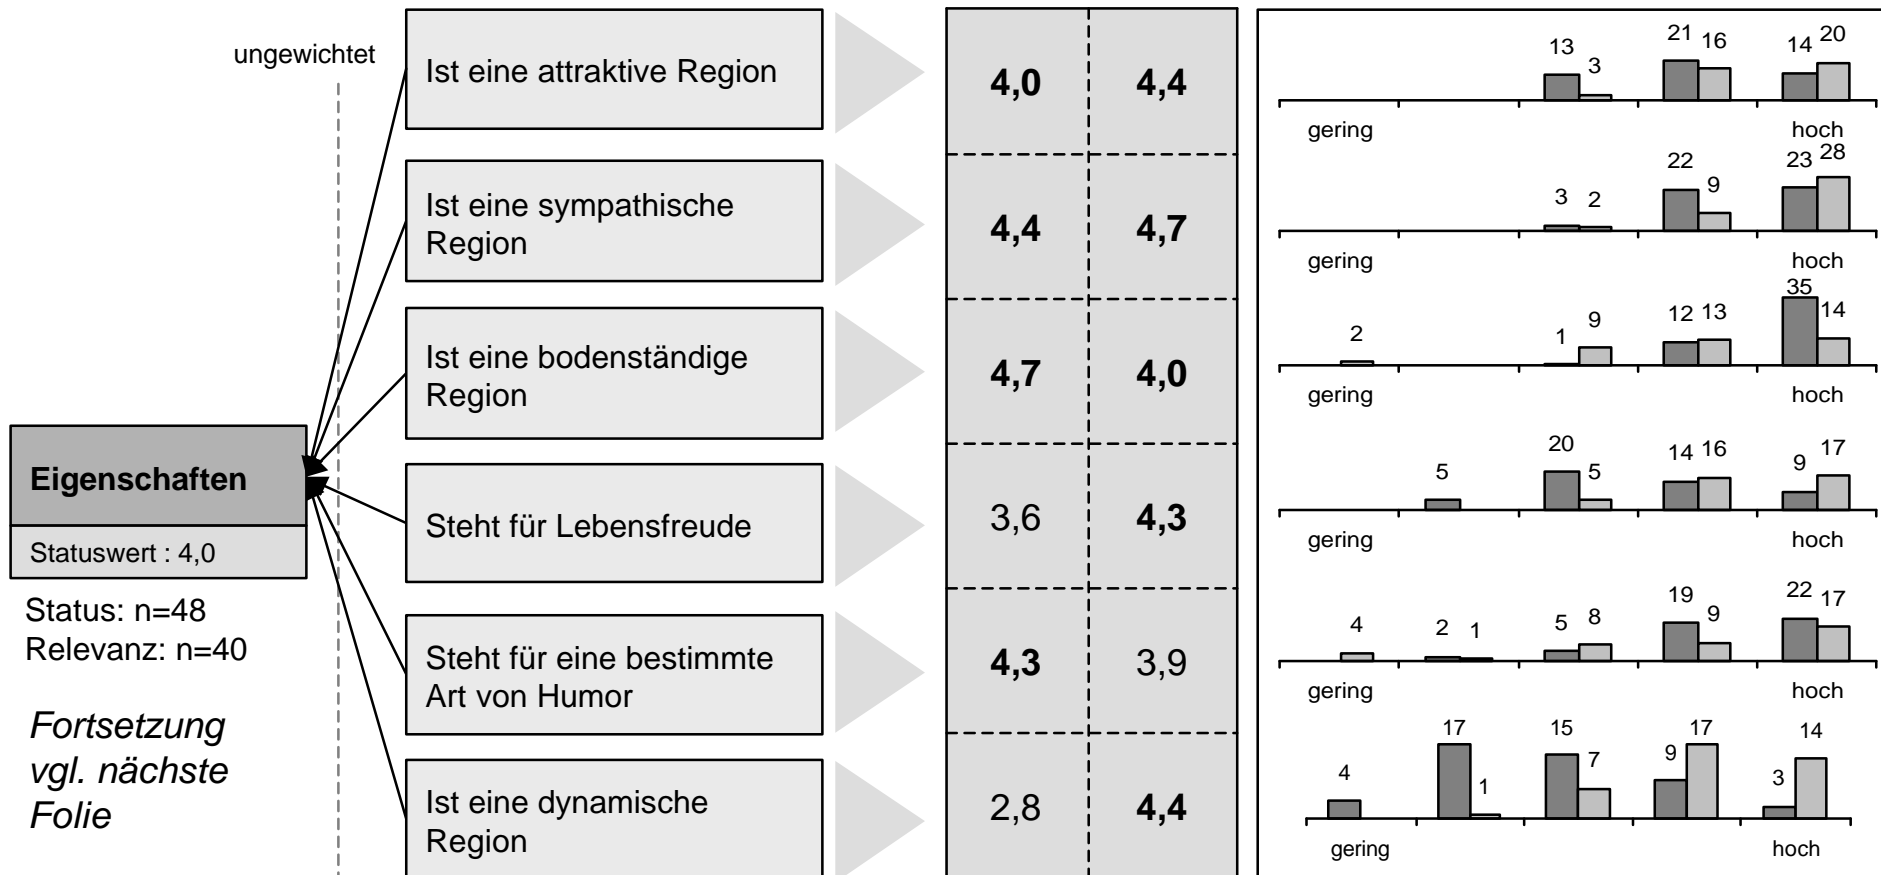 ungewichtet
Ist eine attraktive Region
4,0 4,4
13 3 21 16 14 20
gering hoch
Ist eine sympathische
Region
4,4 4,7
3 2 22 9 23 28
gering hoch
Ist eine bodenständige
Region
4,7 4,0
2 1 9 12 13 35 14
gering hoch
Eigenschaften
Statuswert : 4,0
Status: n=48
Relevanz: n=40
Fortsetzung
vgl. nächste
Folie
Steht für Lebensfreude
3,6 4,3
5 20 5 14 16 9 17
gering hoch
Steht für eine bestimmte
Art von Humor
4,3 3,9
4 2 1 5 8 19 9 22 17
gering hoch
Ist eine dynamische
Region
2,8 4,4
4 17 1 15 7 9 17 3 14
gering hoch